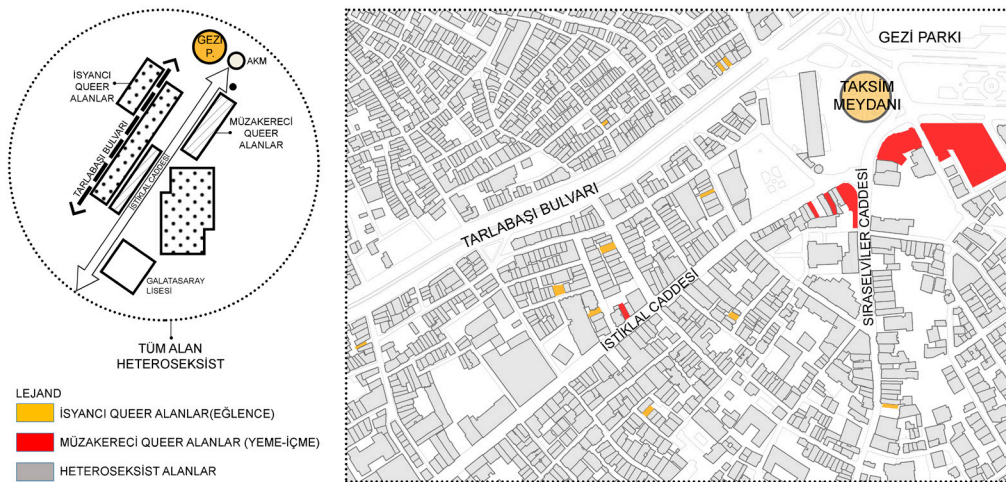 GEZİ
P.
AKM
İSYANCI
QUEER
ALANLAR
MÜZAKERECİ
QUEER
ALANLAR
TARLABAŞI BULVARI
İSTİKLAL CADDESİ
GALATASARAY
LİSESİ
TÜM ALAN
HETEROSEKSİST
LEJAND
İSYANCI QUEER ALANLAR(EĞLENCE)
MÜZAKERECİ QUEER ALANLAR (YEME-İÇME)
HETEROSEKSİST ALANLAR
GEZİ PARKI
TAKSİM
MEYDANI
TARLABAŞI BULVARI
İSTİKLAL CADDESİ
SIRASELVİLER CADDESİ